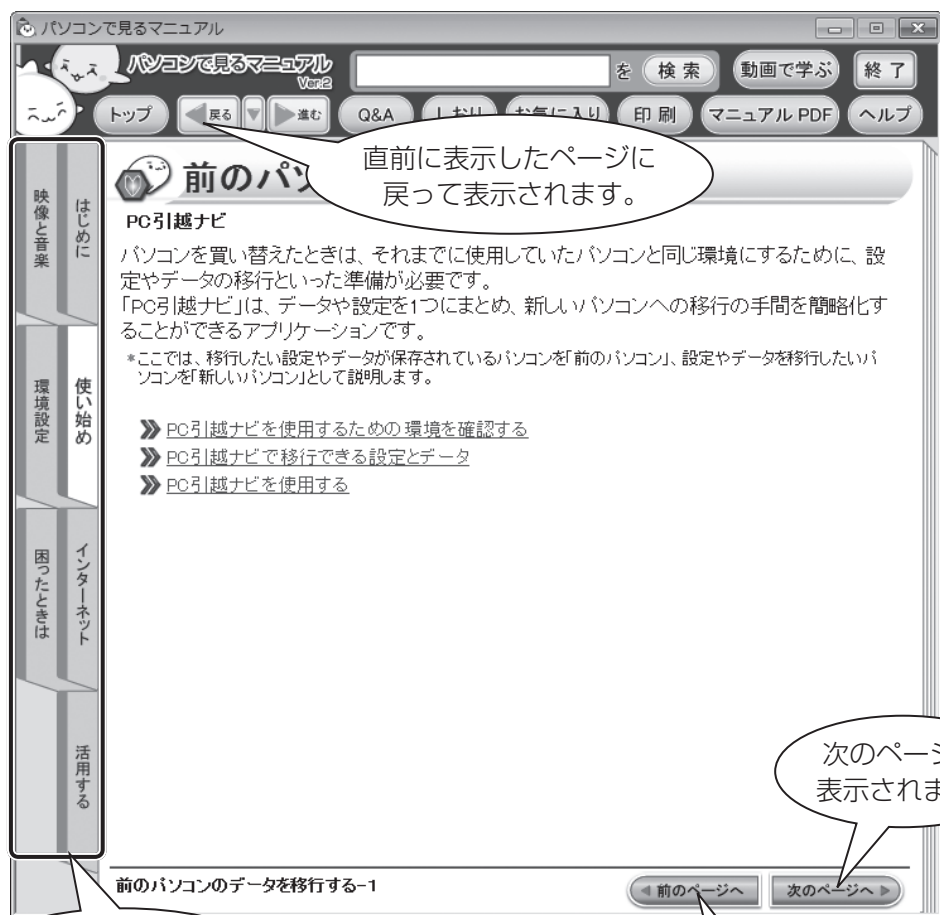 パソコンで見るマニュアル
パソコンで見るマニュアル
Ver.2
を 検索 動画で学ぶ 終了
トップ 戻る 進む Q&A しおり お気に入り 印刷 マニュアル PDF ヘルプ
直前に表示したページに
戻って表示されます。
前のパソ
はじめに
映像と音楽
使い始め
環境設定
インターネット
困ったときは
活用する
PC引越ナビ
パソコンを買い替えたときは、それまでに使用していたパソコンと同じ環境にするために、設
定やデータの移行といった準備が必要です。
「PC引越ナビ」は、データや設定を1つにまとめ、新しいパソコンへの移行の手間を簡略化す
ることができるアプリケーションです。
*ここでは、移行したい設定やデータが保存されているパソコンを「前のパソコン」、設定やデータを移行したいパ
ソコンを「新しいパソコン」として説明します。
PC引越ナビを使用するための環境を確認する
PC引越ナビで移行できる設定とデータ
PC引越ナビを使用する
次のページ
表示されま
前のパソコンのデータを移行する-1
前のページへ 次のページへ